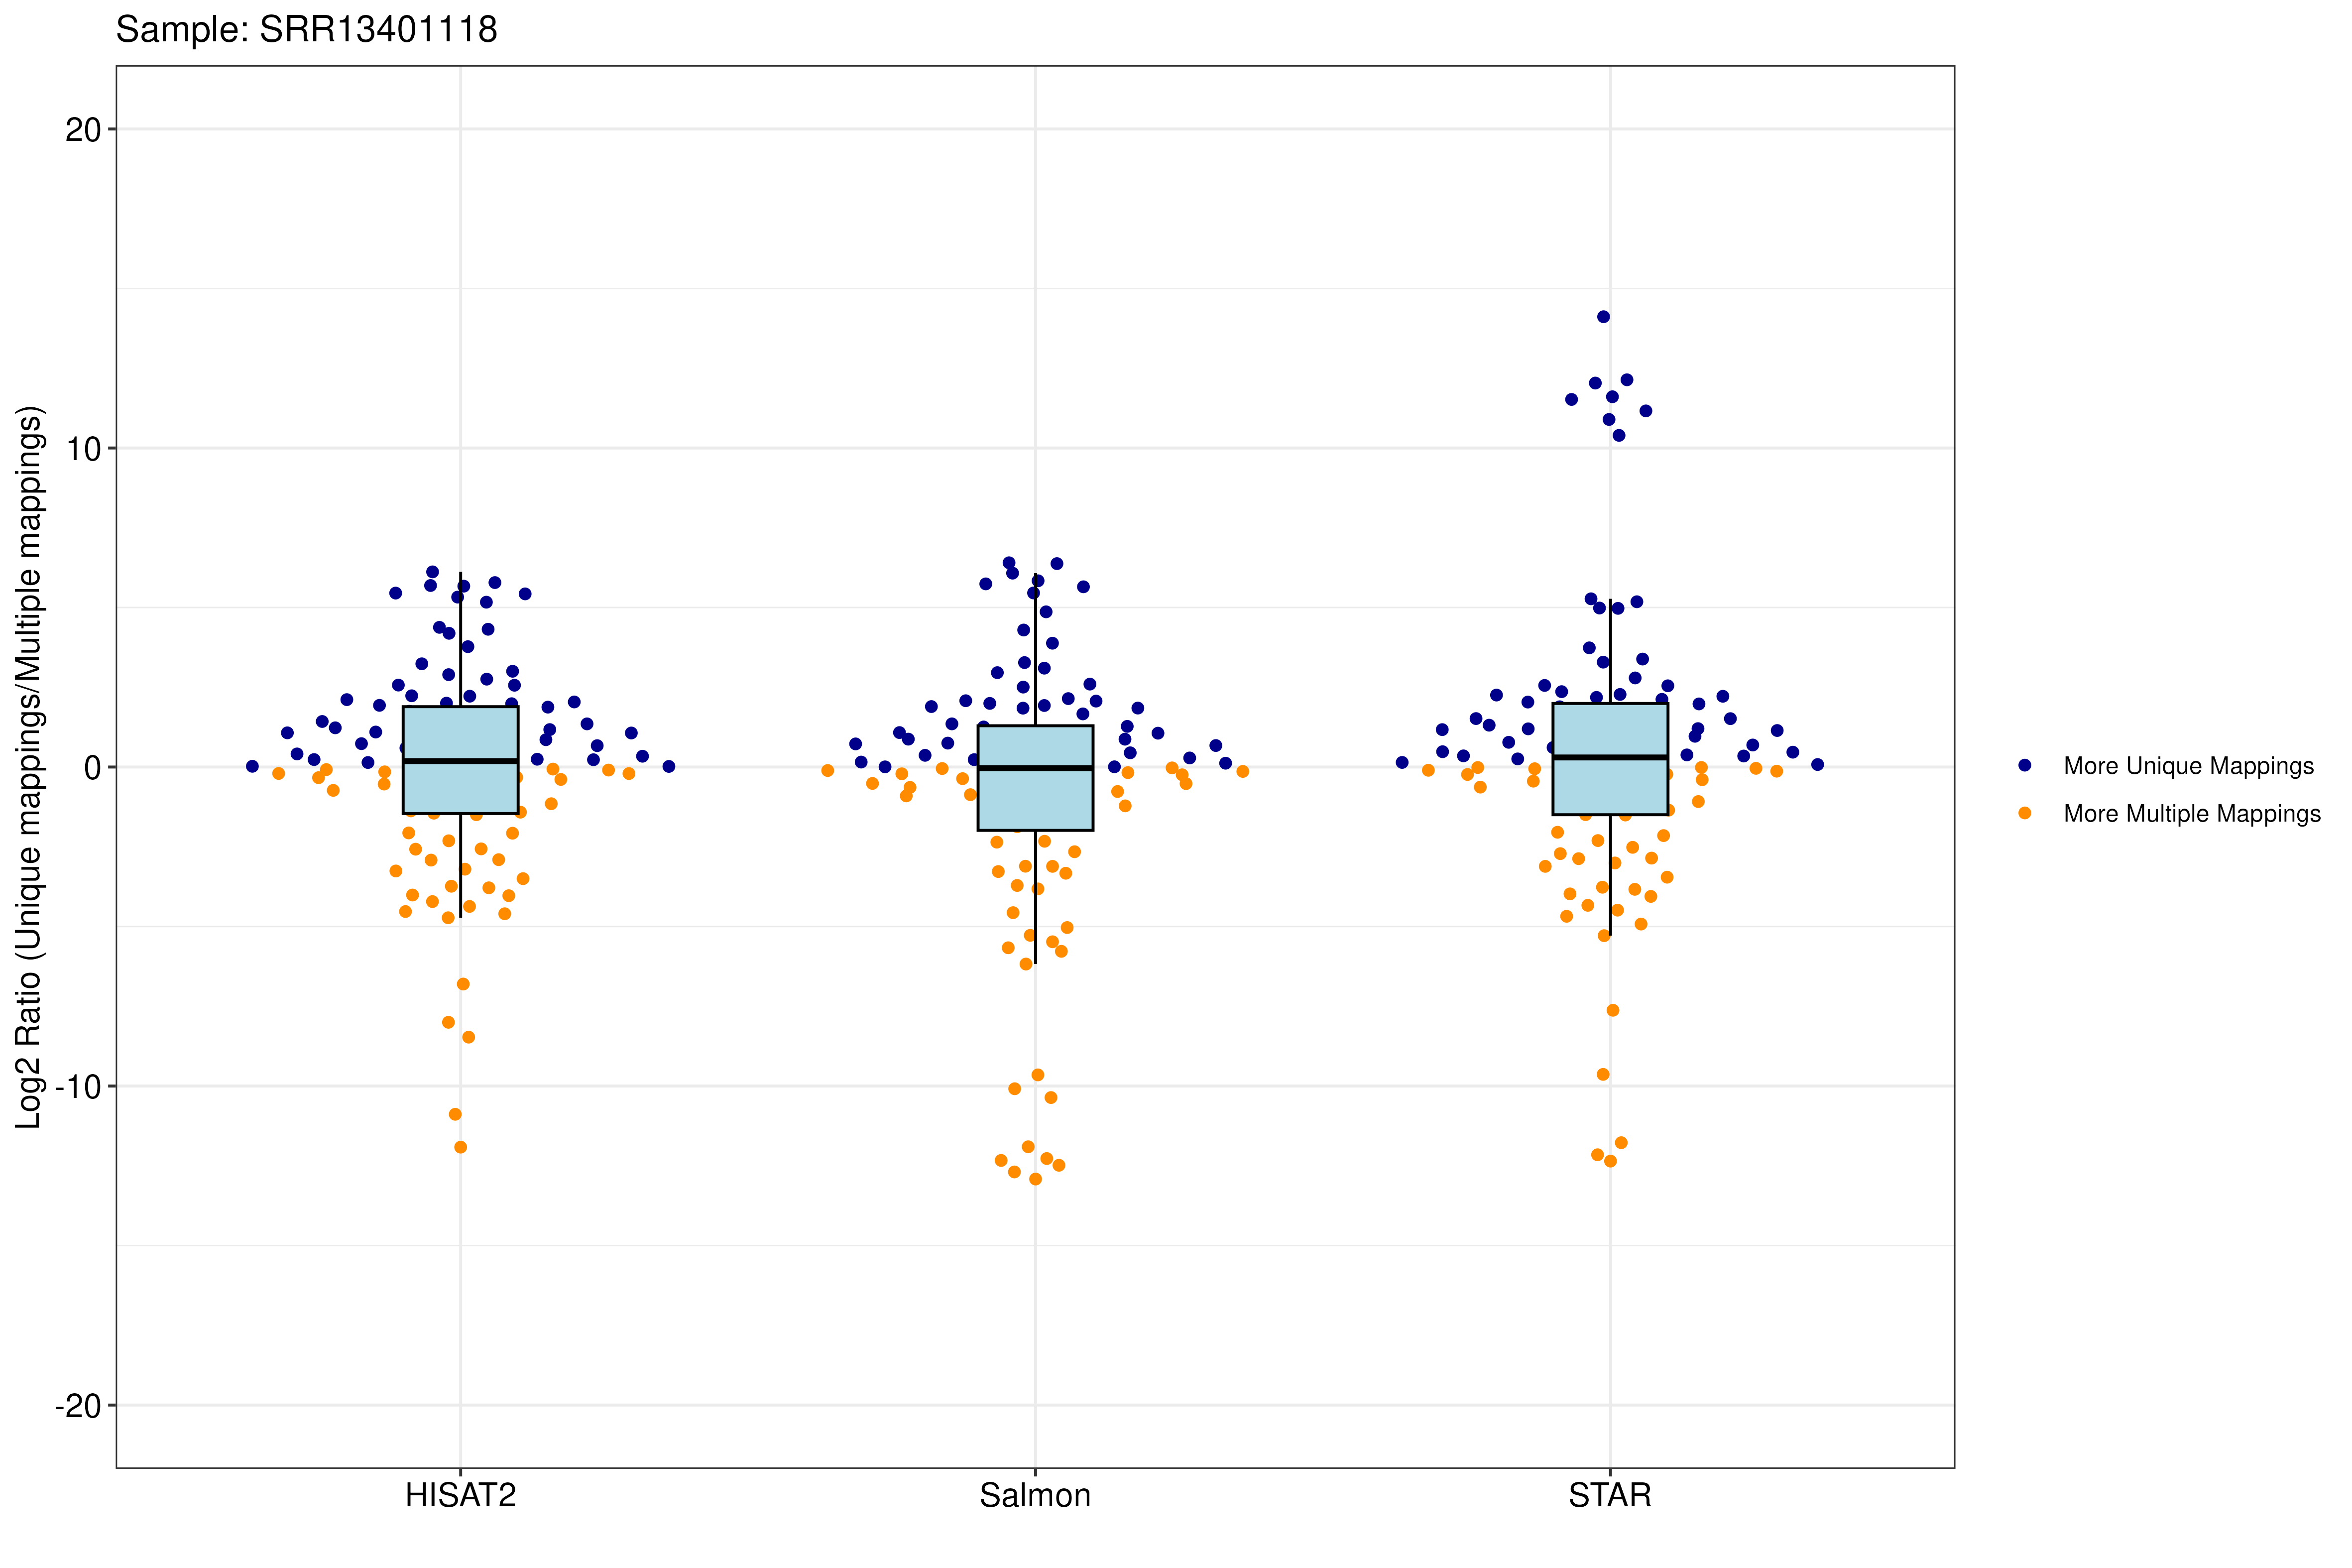 Sample: SRR13401118
Log2 Ratio (Unique mappings/Multiple mappings)
20
10
0
-10
-20
HISAT2
Salmon
STAR
More Unique Mappings
More Multiple Mappings